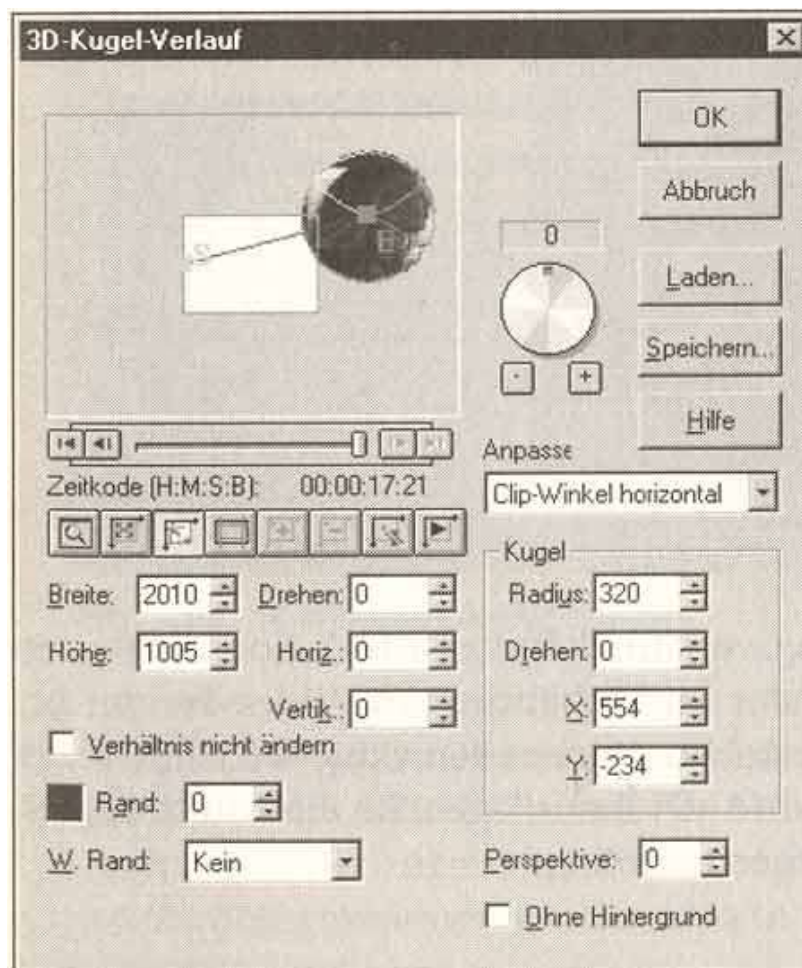 3D-Kugel-Verlauf
OK
Abbruch
0
Laden...
Speichern...
- +
Hilfe
Anpasse
Zeitkode (H:M:S:B): 00:00:17:21
Clip-Winkel horizontal
Kugel
Breite: 2010 Drehen: 0 Radius: 320
Höhe: 1005 Horiz.: 0 Drehen: 0
Vertik.: 0 X: 554
Verhältnis nicht ändern
Y: -234
Rand: 0
W. Rand: Kein Perspektive: 0
Ohne Hintergrund